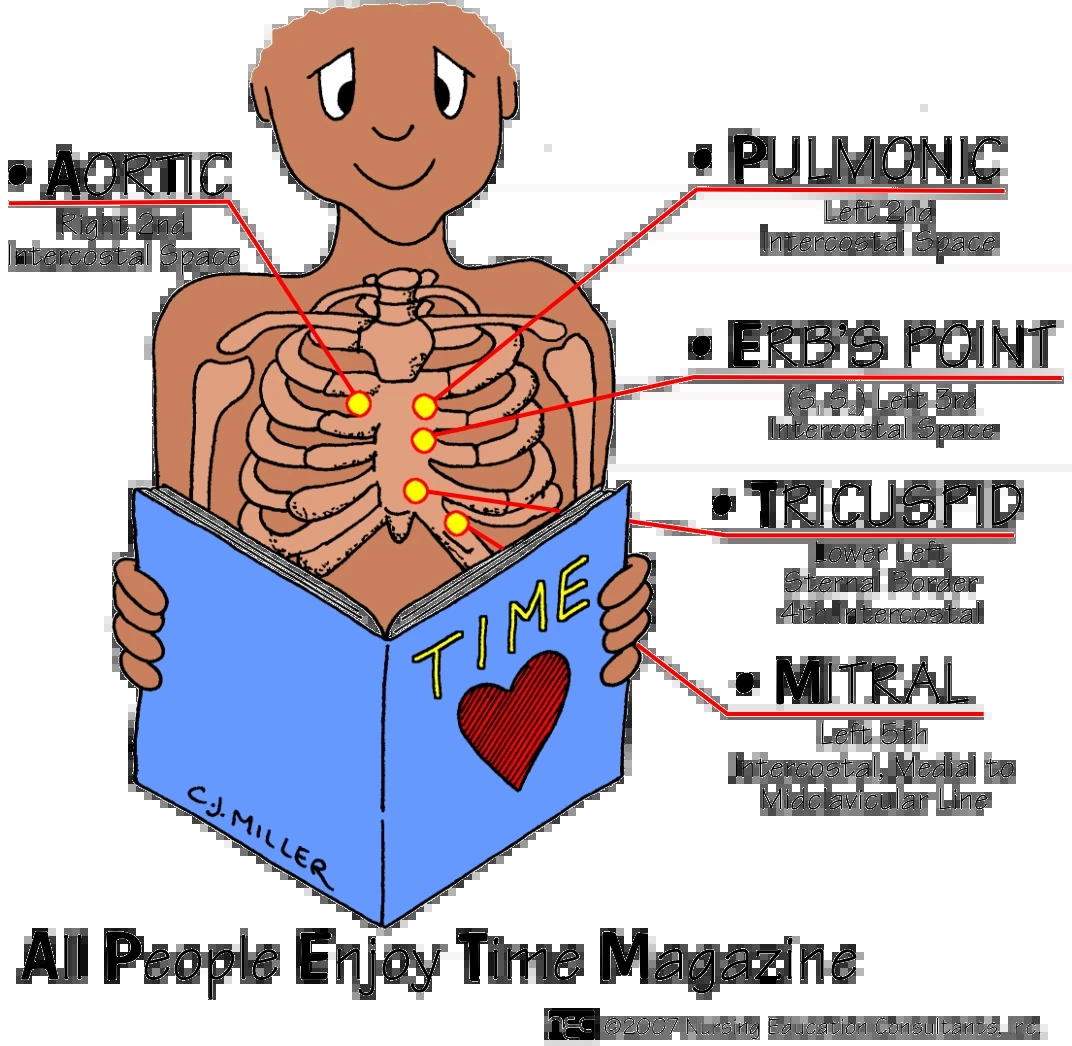 • AORTIC
Right 2nd
Intercostal Space
• PULMONIC
Left 2nd
Intercostal Space
• ERB'S POINT
(S₁ S₂) Left 3rd
Intercostal Space
• TRICUSPID
Lower Left
Sternal Border
4th Intercostal
• MITRAL
Left 5th
Intercostal, Medial to
Midclavicular Line
TIME
C.J. MILLER
All People Enjoy Time Magazine
nec ©2007 Nursing Education Consultants, Inc.